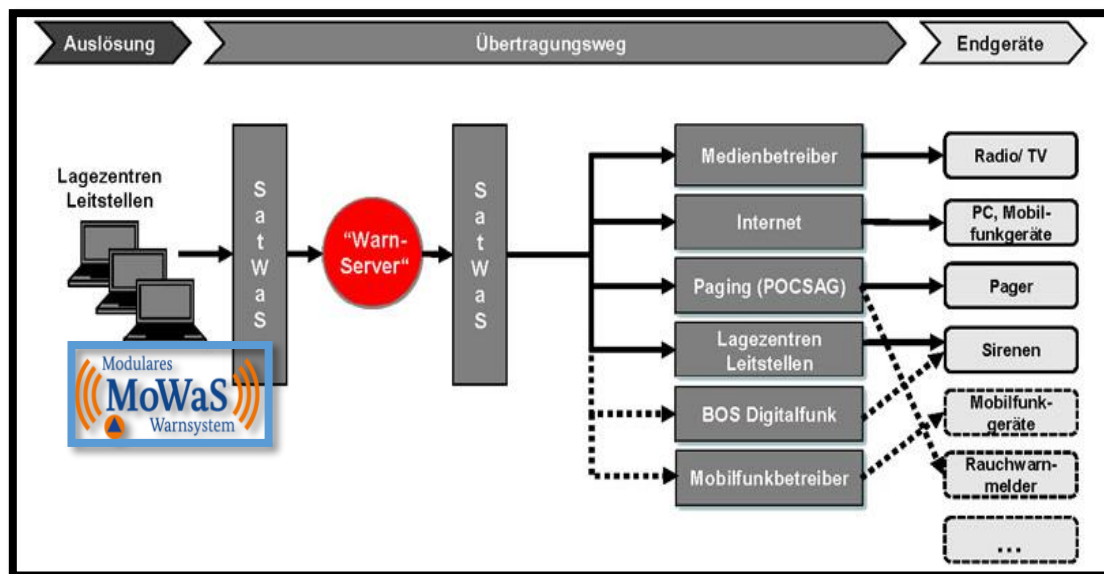 Auslösung
Übertragungsweg
Endgeräte
Lagezentren
Leitstellen
S
a
t
W
a
S
"Warn-
Server"
S
a
t
W
a
S
Medienbetreiber
Internet
Paging (POCSAG)
Lagezentren
Leitstellen
BOS Digitalfunk
Mobilfunkbetreiber
Radio/ TV
PC, Mobil-
funkgeräte
Pager
Sirenen
Mobilfunk-
geräte
Rauchwarn-
melder
...
Modulares
MoWaS
Warnsystem